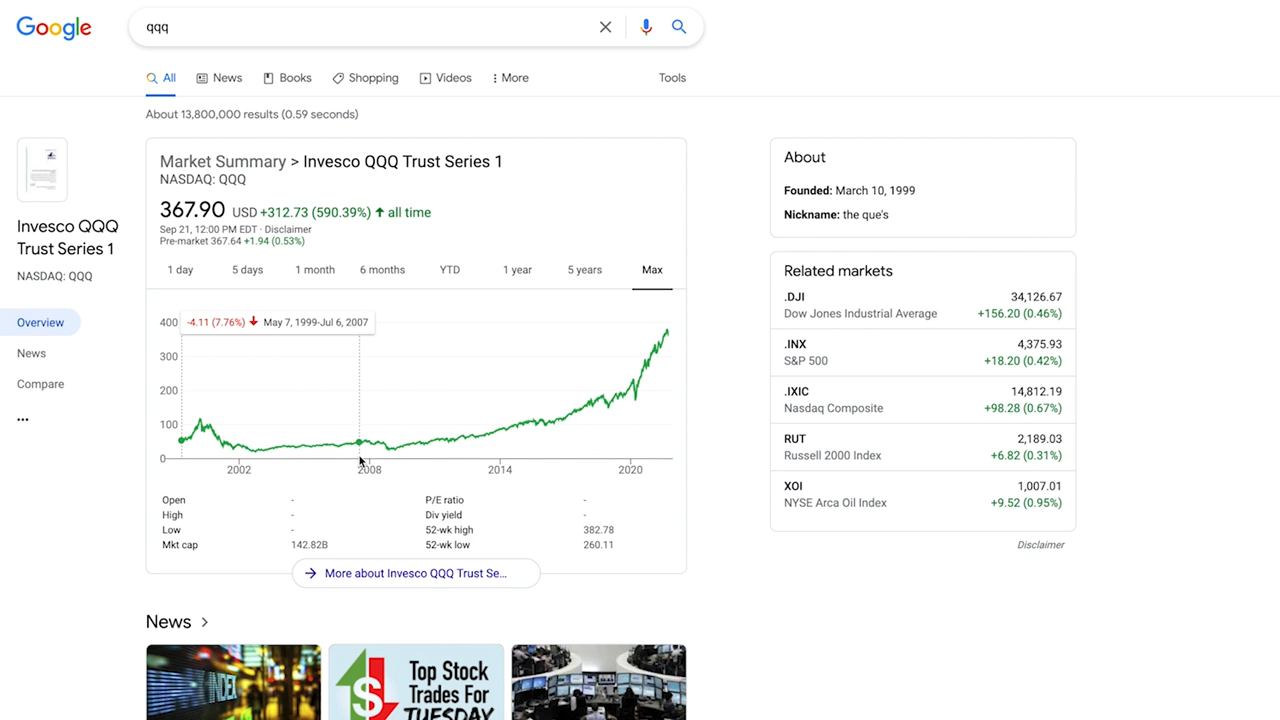 Google
qqq
All
News
Books
Shopping
Videos
More
Tools
About 13,800,000 results (0.59 seconds)
Invesco QQQ
Trust Series 1
NASDAQ: QQQ
Overview
News
Compare
Market Summary > Invesco QQQ Trust Series 1
NASDAQ: QQQ
367.90 USD +312.73 (590.39%) all time
Sep 21, 12:00 PM EDT · Disclaimer
Pre-market 367.64 +1.94 (0.53%)
1 day
5 days
1 month
6 months
YTD
1 year
5 years
Max
-4.11 (7.76%) May 7, 1999-Jul 6, 2007
400
300
200
100
0
2002
2008
2014
2020
Open -
High -
Low -
Mkt cap 142.82B
P/E ratio -
Div yield -
52-wk high 382.78
52-wk low 260.11
More about Invesco QQQ Trust Se...
News
INDEX
Top Stock
Trades For
TUESDAY
$
About
Founded: March 10, 1999
Nickname: the que's
Related markets
.DJI 34,126.67
Dow Jones Industrial Average +156.20 (0.46%)
.INX 4,375.93
S&P 500 +18.20 (0.42%)
.IXIC 14,812.19
Nasdaq Composite +98.28 (0.67%)
RUT 2,189.03
Russell 2000 Index +6.82 (0.31%)
XOI 1,007.01
NYSE Arca Oil Index +9.52 (0.95%)
Disclaimer